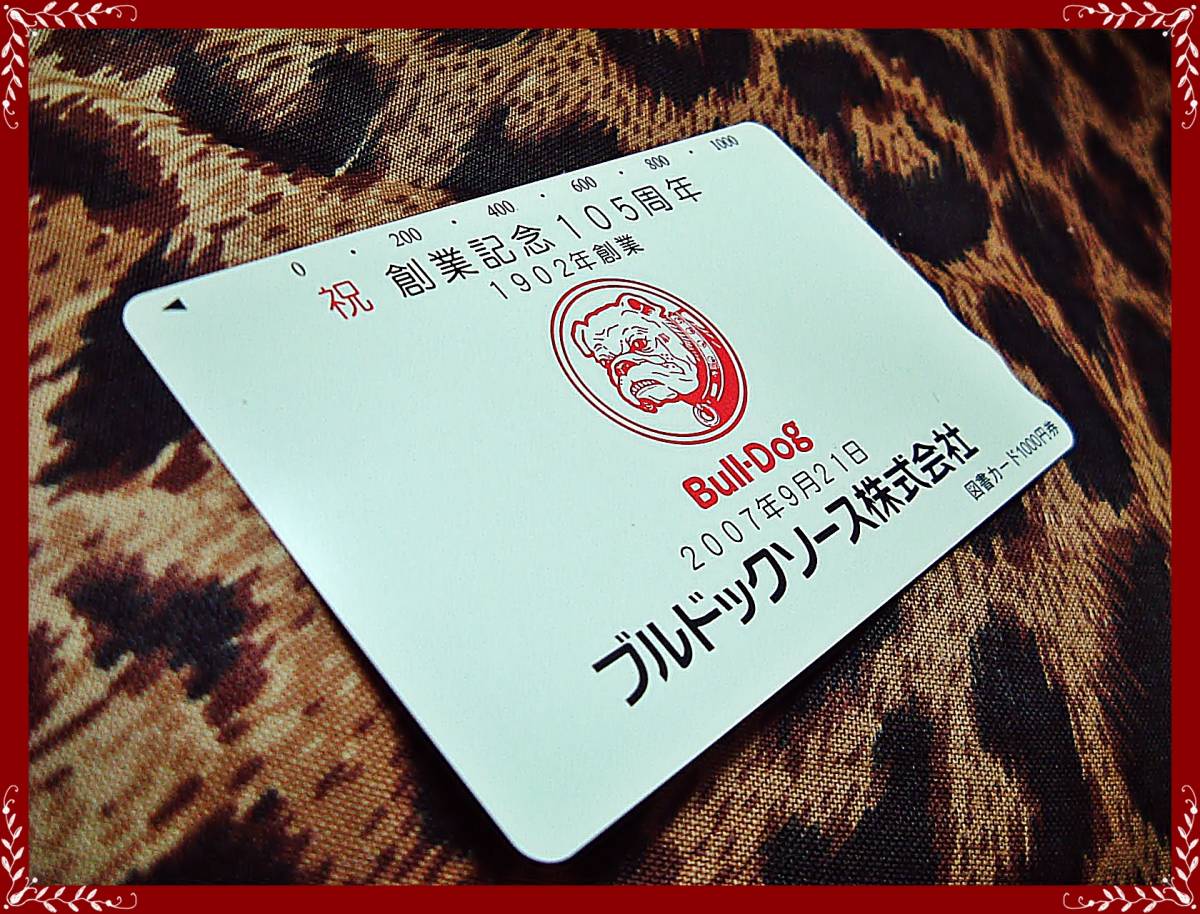 0 ・ 200 ・ 400 ・ 600 ・ 800 ・ 1000
祝 創業記念105周年
1902年創業
Bull-Dog
2007年9月21日
ブルドックソース株式会社
図書カード1000円券